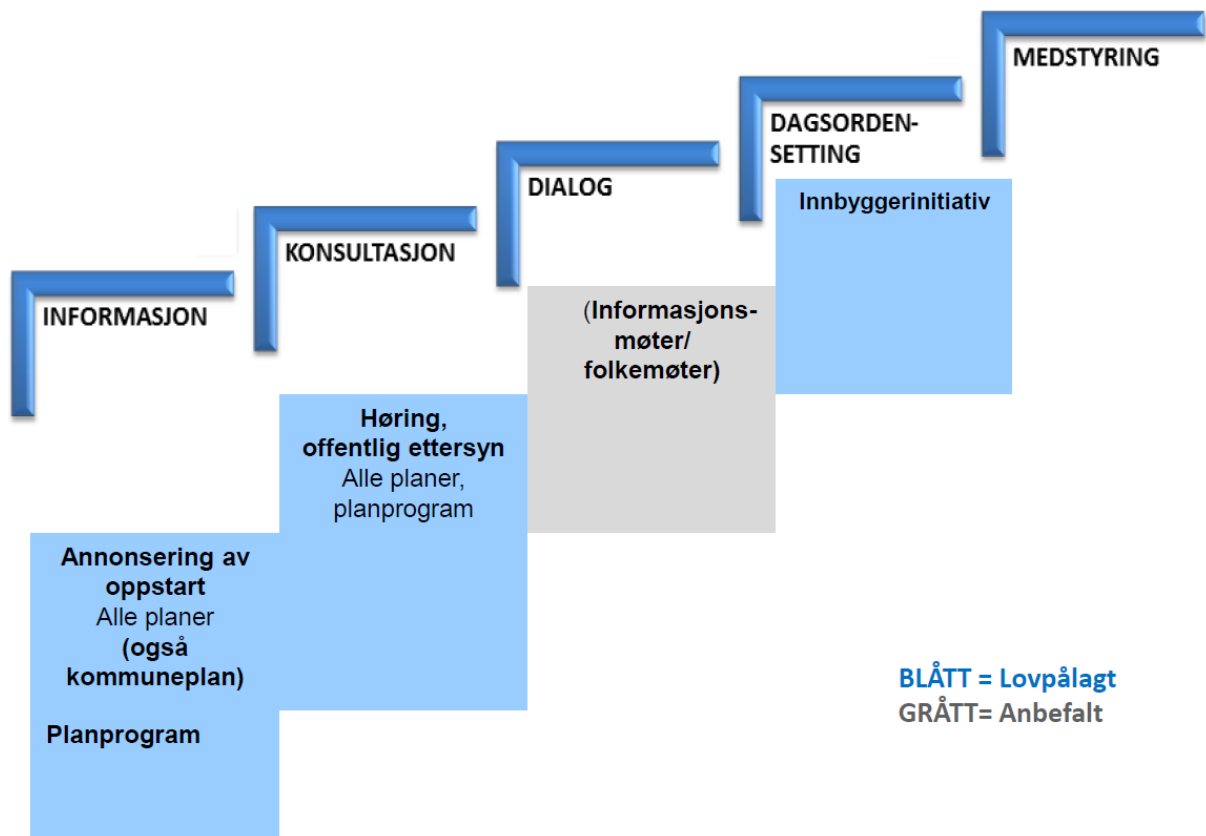 MEDSTYRING
DAGSORDEN-
SETTING
DIALOG
KONSULTASJON
INFORMASJON
Innbyggerinitiativ
(Informasjons-
møter/
folkemøter)
Høring,
offentlig ettersyn
Alle planer,
planprogram
Annonsering av
oppstart
Alle planer
(også
kommuneplan)
Planprogram
BLÅTT = Lovpålagt
GRÅTT= Anbefalt